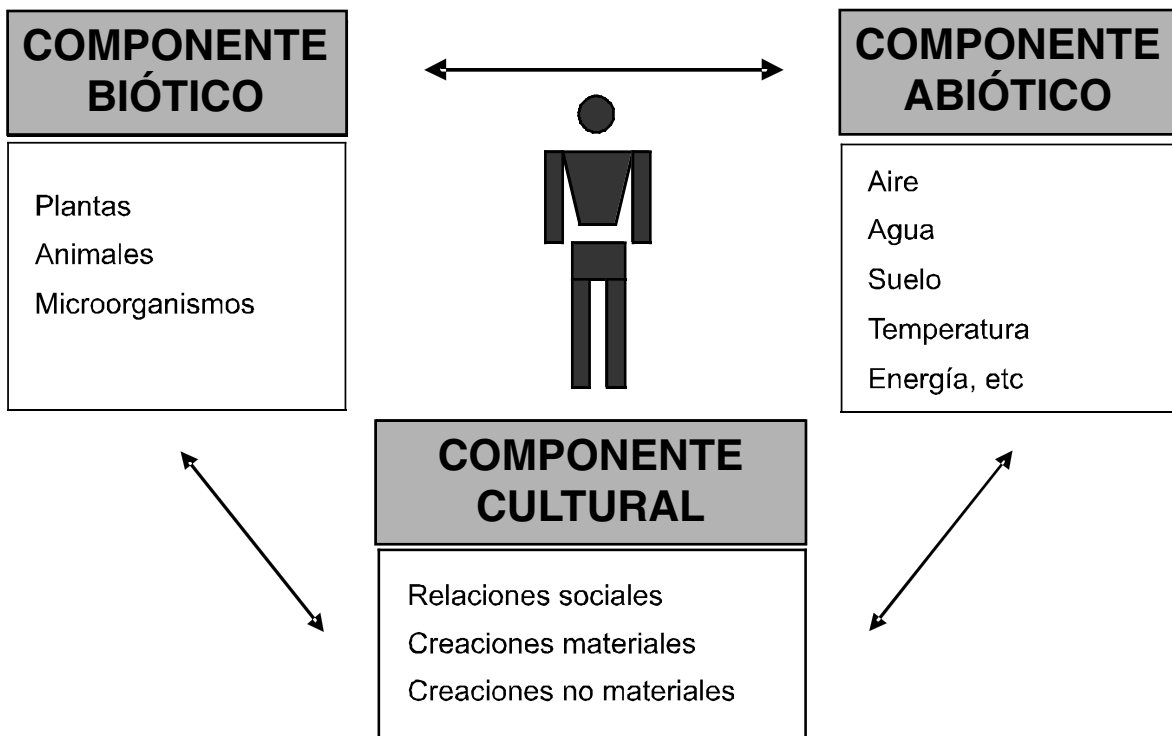 COMPONENTE
BIÓTICO
Plantas
Animales
Microorganismos
COMPONENTE
ABIÓTICO
Aire
Agua
Suelo
Temperatura
Energía, etc
COMPONENTE
CULTURAL
Relaciones sociales
Creaciones materiales
Creaciones no materiales